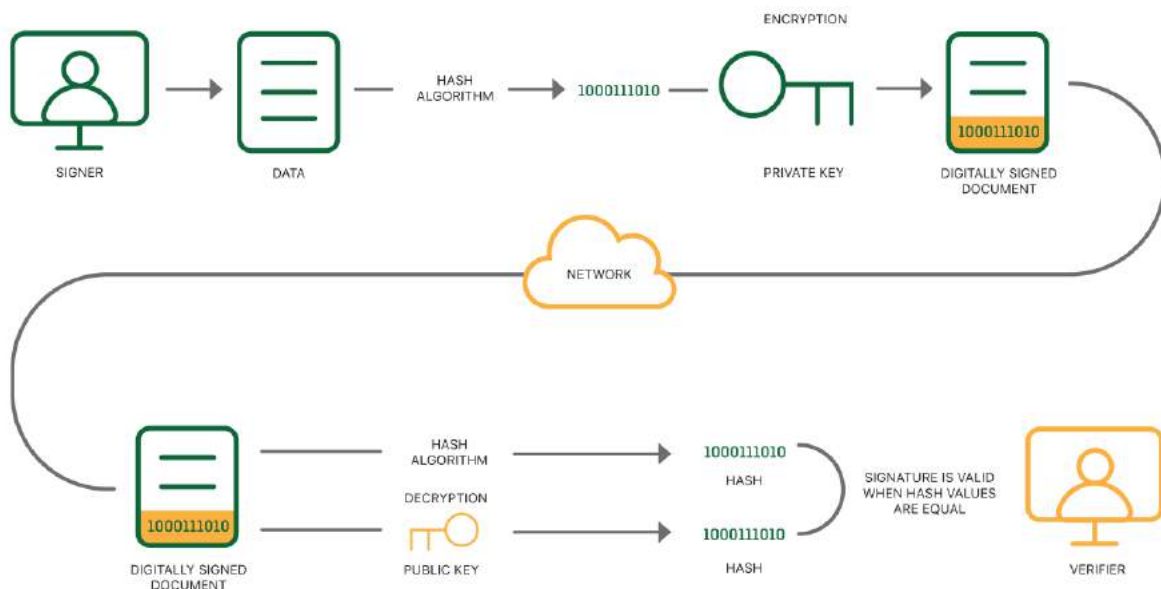 ENCRYPTION
HASH
ALGORITHM
1000111010
1000111010
SIGNER
DATA
PRIVATE KEY
DIGITALLY SIGNED
DOCUMENT
NETWORK
HASH
ALGORITHM
1000111010
HASH
SIGNATURE IS VALID
WHEN HASH VALUES
ARE EQUAL
DECRYPTION
1000111010
1000111010
PUBLIC KEY
HASH
DIGITALLY SIGNED
DOCUMENT
VERIFIER